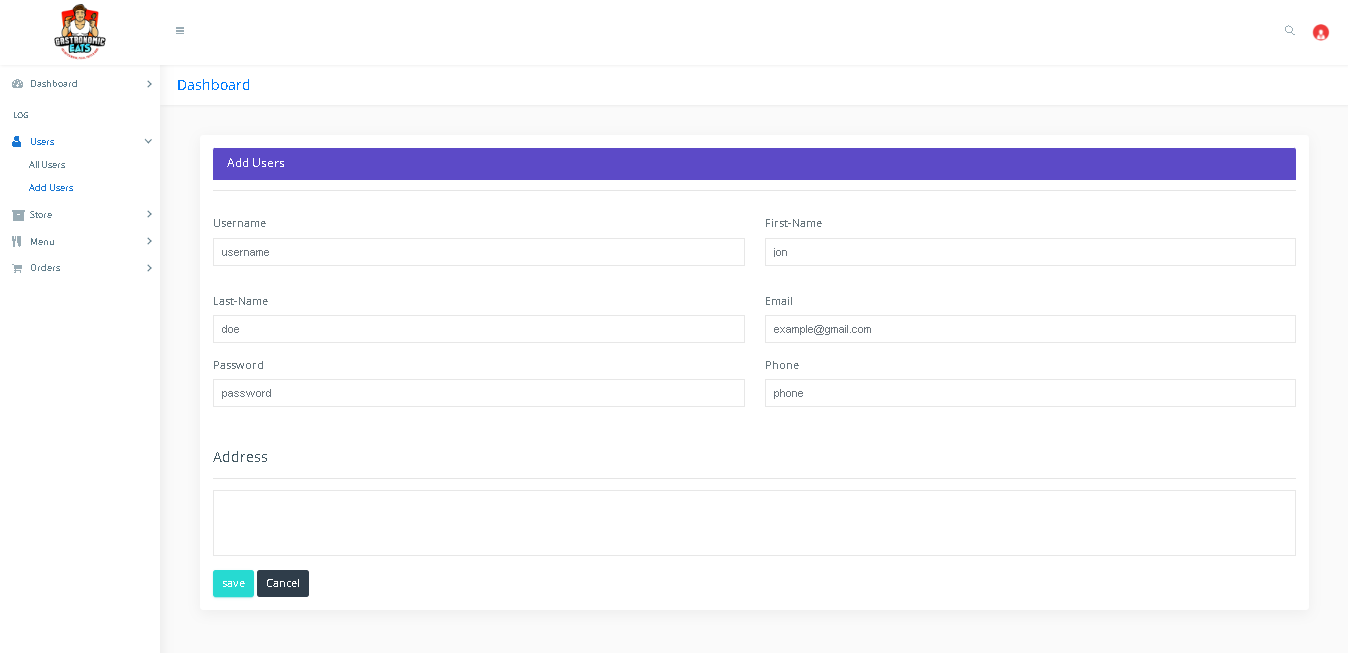 GASTRONOMIC
EATS
Dashboard
Dashboard
LOG
Users
All Users
Add Users
Store
Menu
Orders
Add Users
Username
First-Name
username
jon
Last-Name
Email
doe
example@gmail.com
Password
Phone
password
phone
Address
save
Cancel